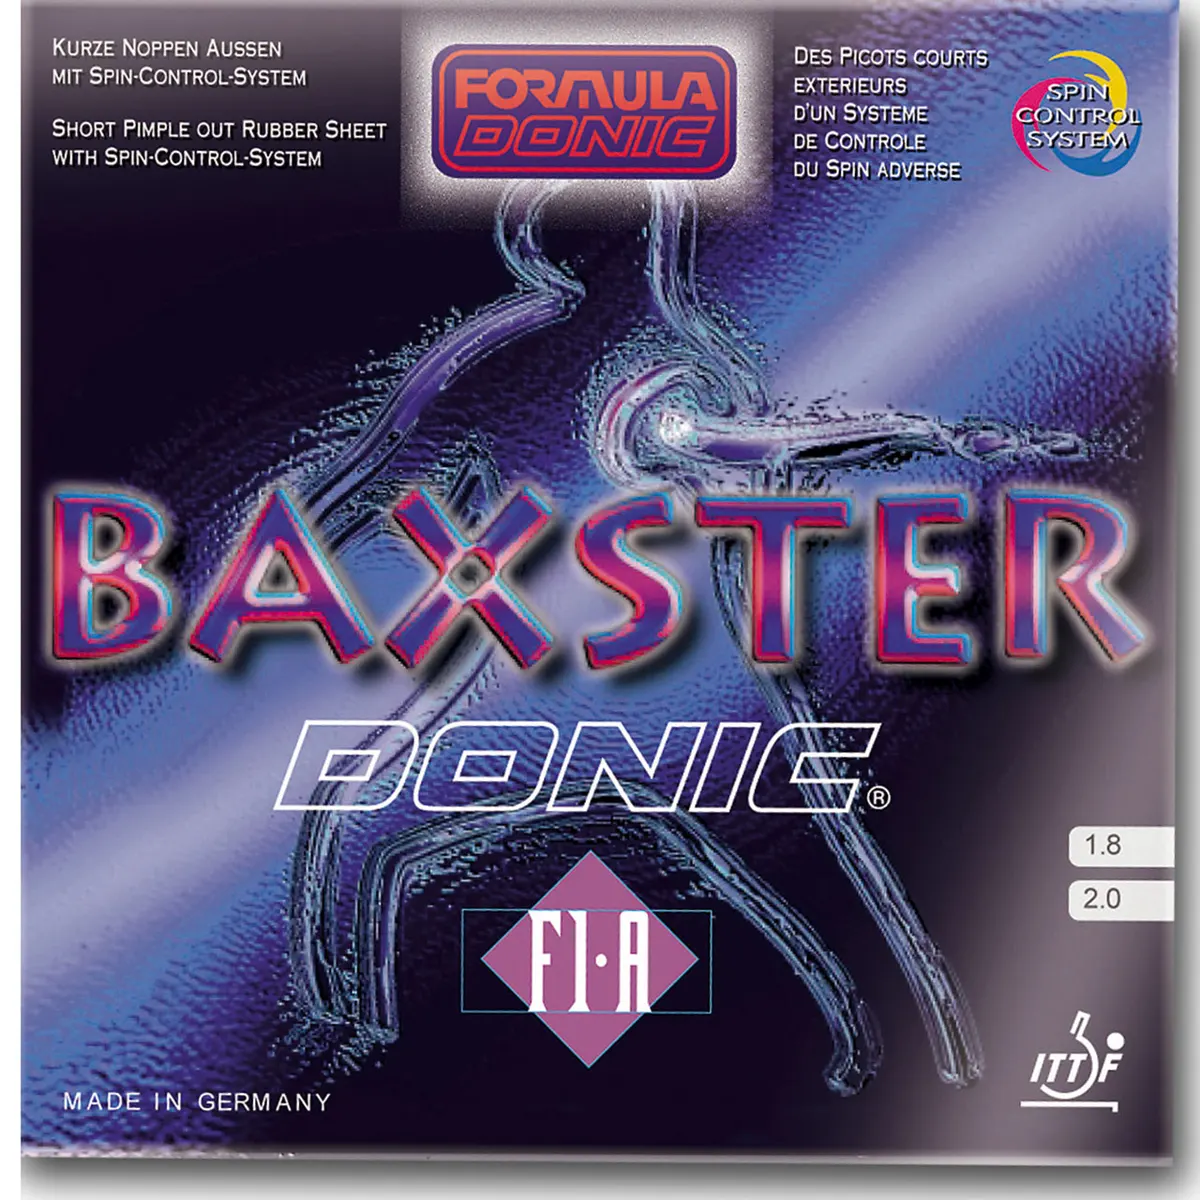 KURZE NOPPEN AUSSEN
MIT SPIN-CONTROL-SYSTEM
SHORT PIMPLE OUT RUBBER SHEET
WITH SPIN-CONTROL-SYSTEM
FORMULA
DONIC
DES PICOTS COURTS
EXTERIEURS
D'UN SYSTEME
DE CONTROLE
DU SPIN ADVERSE
SPIN
CONTROL
SYSTEM
BAXSTER
DONIC®
1.8
2.0
F1·A
ITTF
MADE IN GERMANY